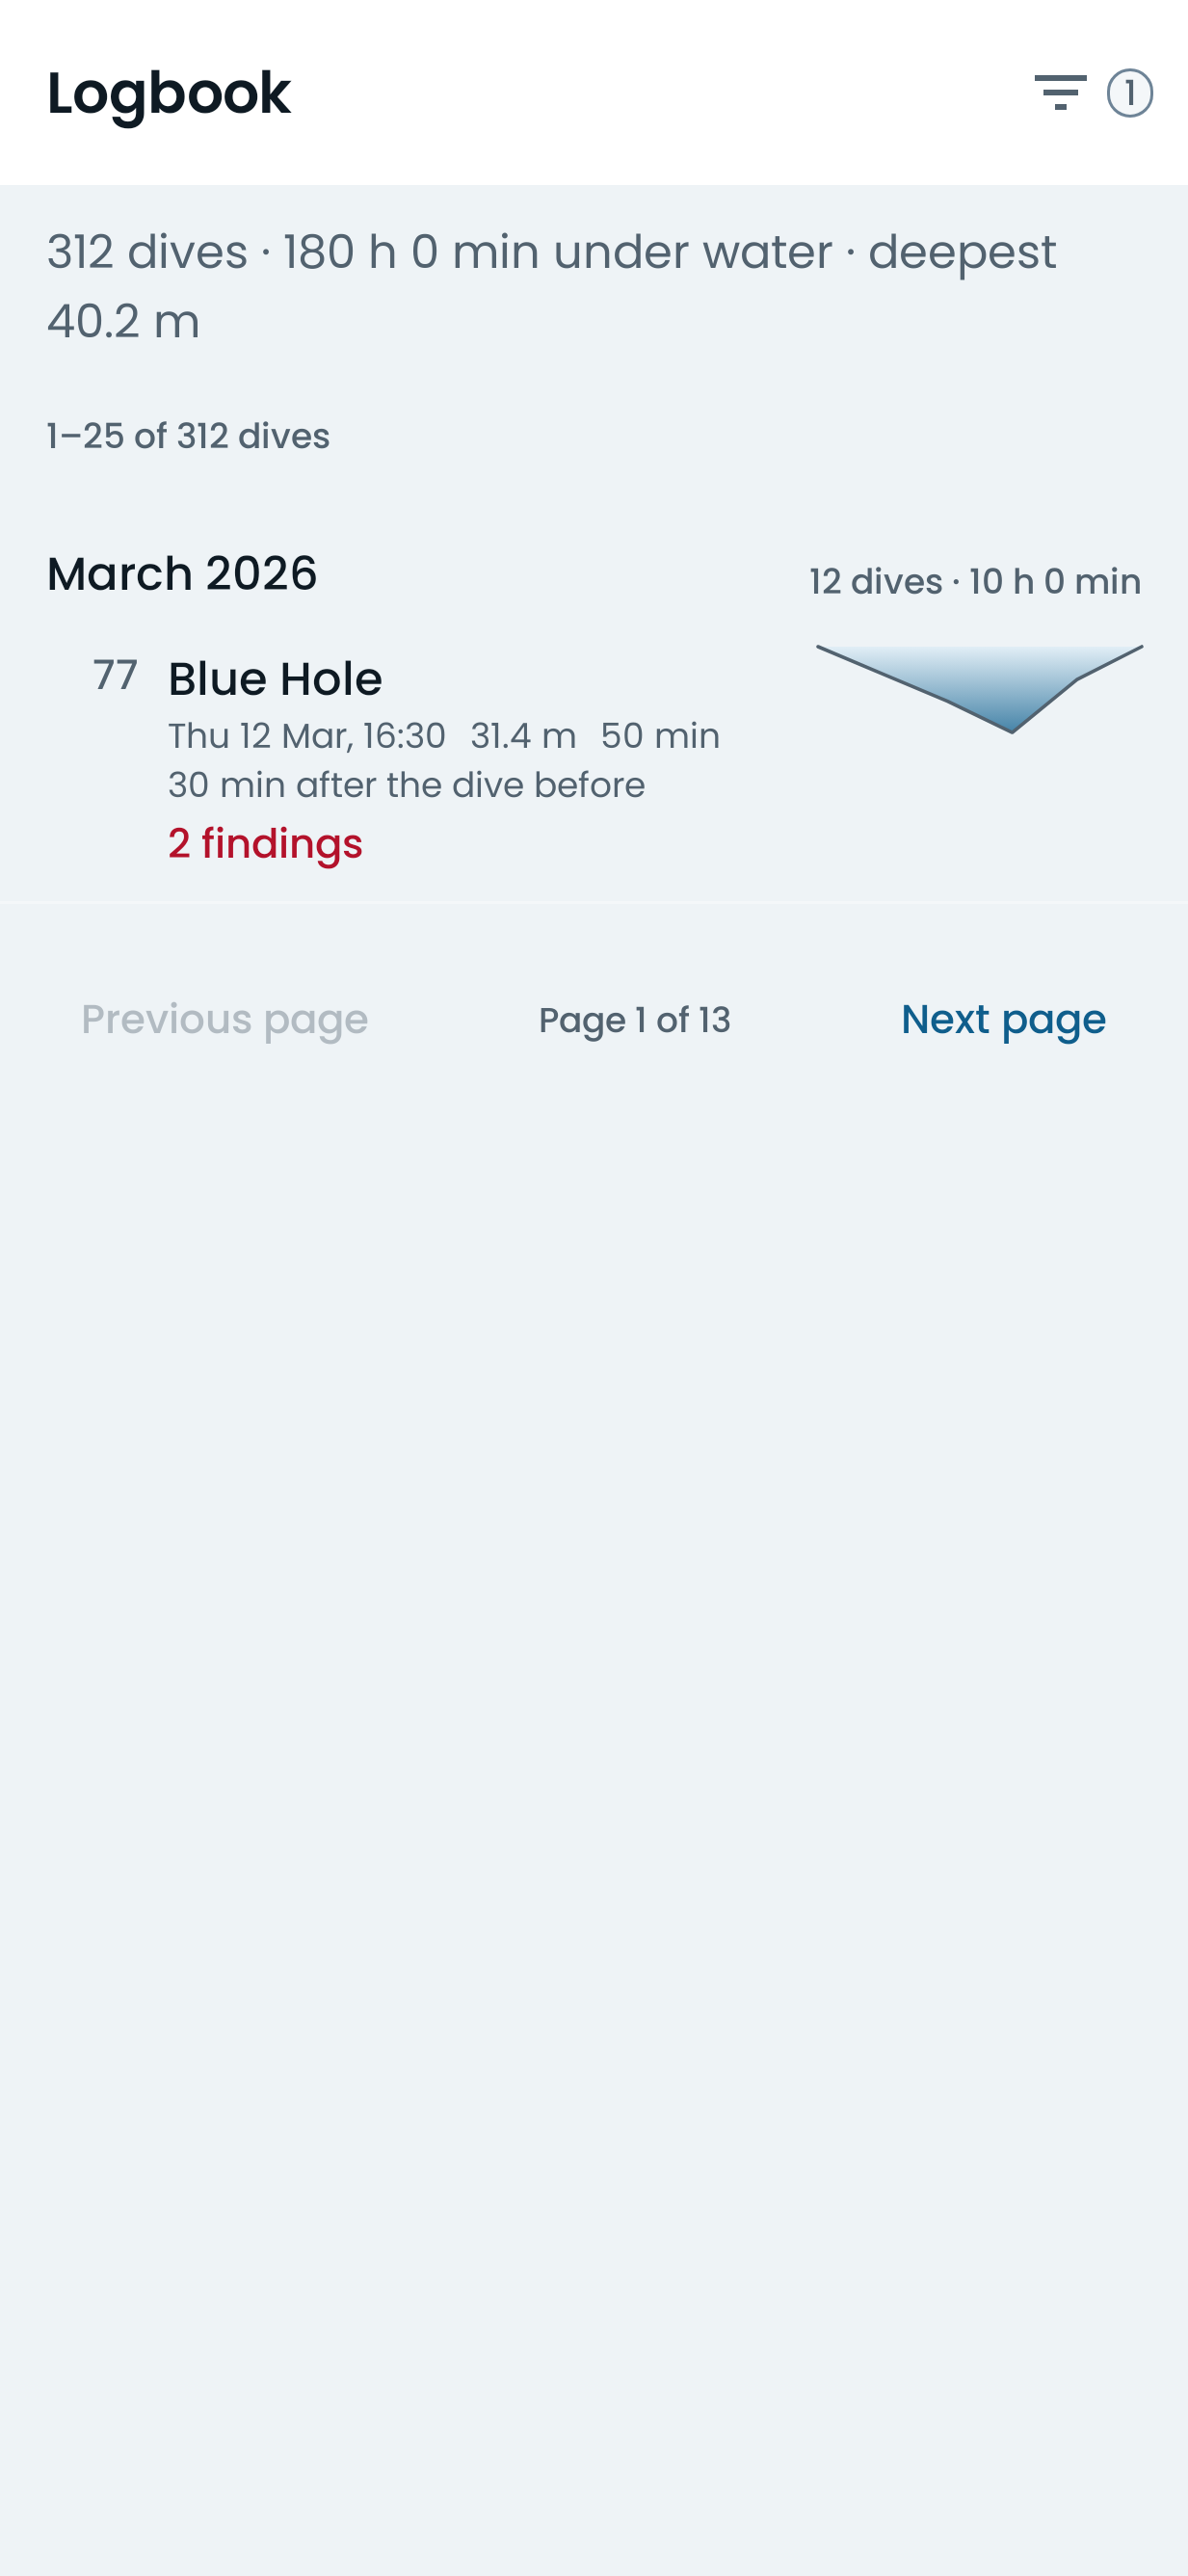 Logbook
1
312 dives · 180 h 0 min under water · deepest
40.2 m
1–25 of 312 dives
March 2026
12 dives · 10 h 0 min
77
Blue Hole
Thu 12 Mar, 16:30 31.4 m 50 min
30 min after the dive before
2 findings
Previous page
Page 1 of 13
Next page